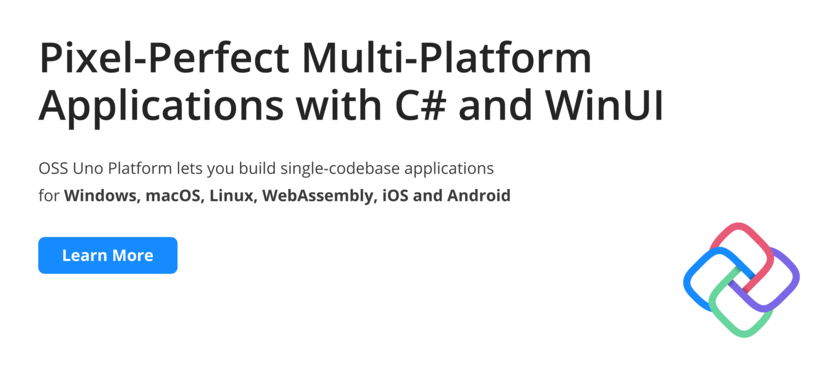 Pixel-Perfect Multi-Platform
Applications with C# and WinUI
OSS Uno Platform lets you build single-codebase applications
for Windows, macOS, Linux, WebAssembly, iOS and Android
Learn More